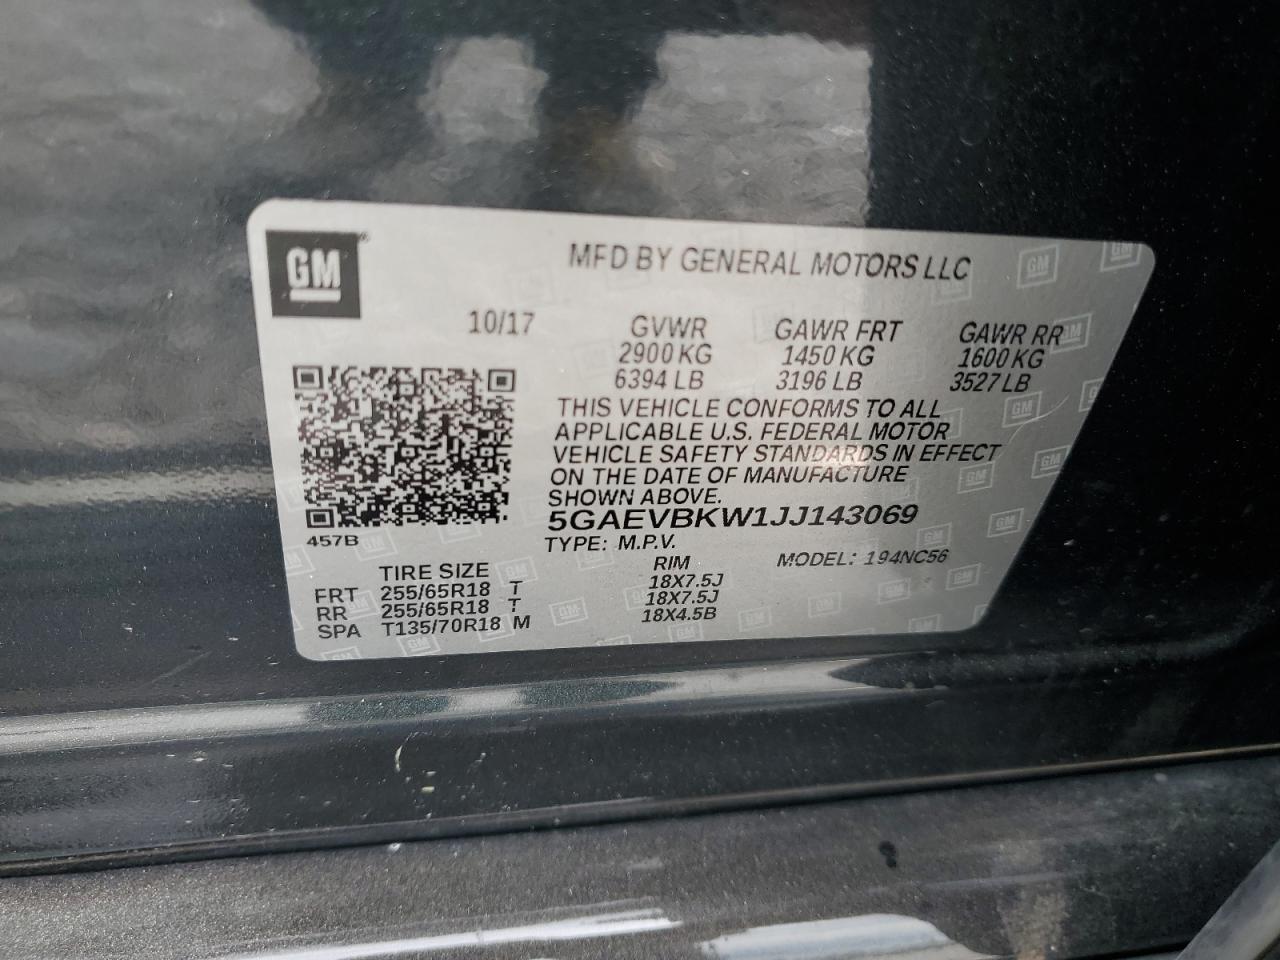 GM
MFD BY GENERAL MOTORS LLC
10/17 GVWR GAWR FRT GAWR RR
2900 KG 1450 KG 1600 KG
6394 LB 3196 LB 3527 LB
THIS VEHICLE CONFORMS TO ALL
APPLICABLE U.S. FEDERAL MOTOR
VEHICLE SAFETY STANDARDS IN EFFECT
ON THE DATE OF MANUFACTURE
SHOWN ABOVE.
5GAEVBKW1JJ143069
457B
TYPE: M.P.V. MODEL: 194NC56
TIRE SIZE RIM
FRT 255/65R18 T 18X7.5J
RR 255/65R18 T 18X7.5J
SPA T135/70R18 M 18X4.5B